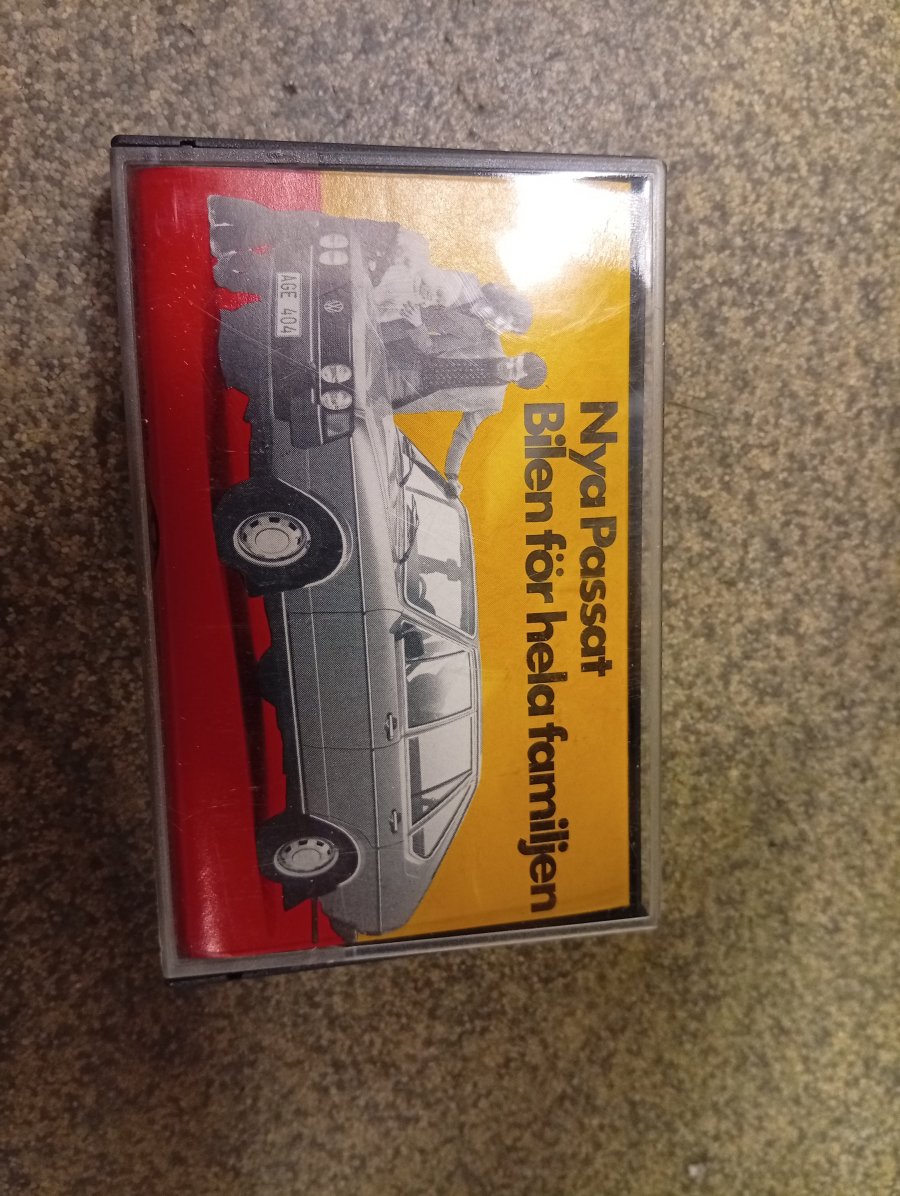 Nya Passat
Bilen för hela familjen
AGE 404